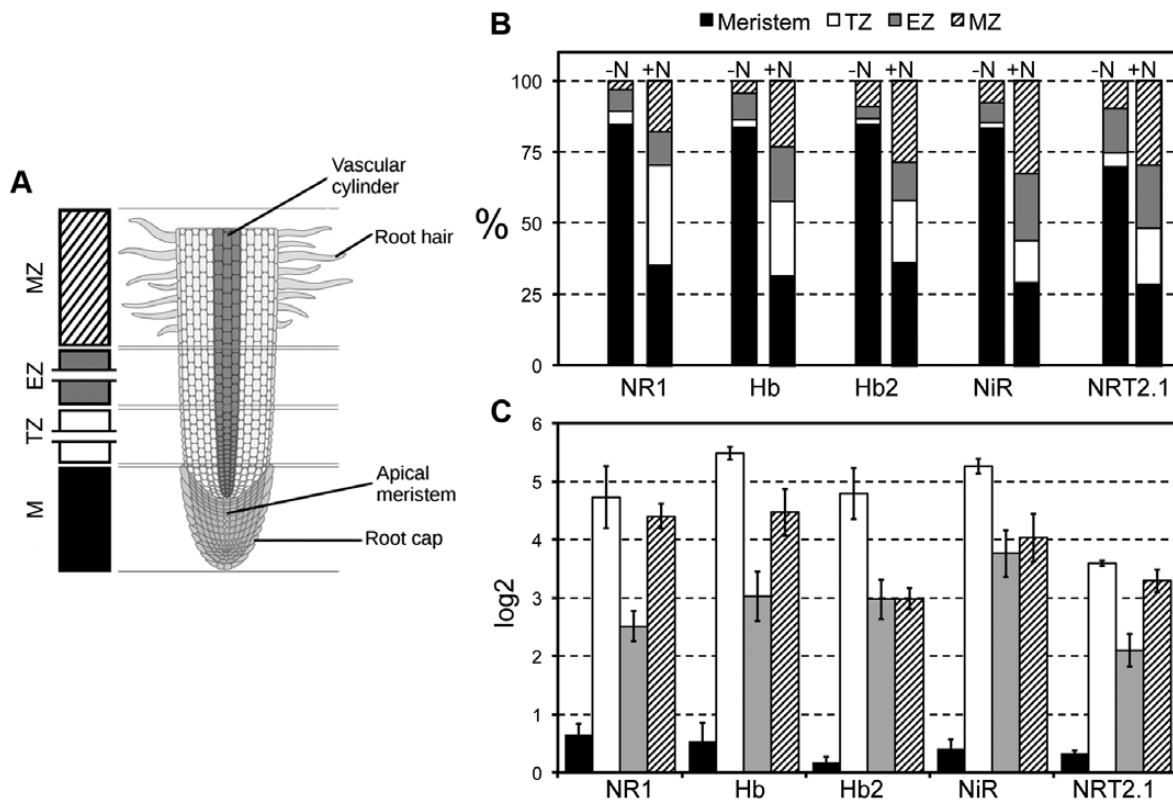 A
MZ
EZ
TZ
M
Vascular
cylinder
Root hair
Apical
meristem
Root cap
B
Meristem TZ EZ MZ
-N +N -N +N -N +N -N +N -N +N
100
75
%
50
25
0
NR1 Hb Hb2 NiR NRT2.1
C
6
5
4
3
log2
2
1
0
NR1 Hb Hb2 NiR NRT2.1